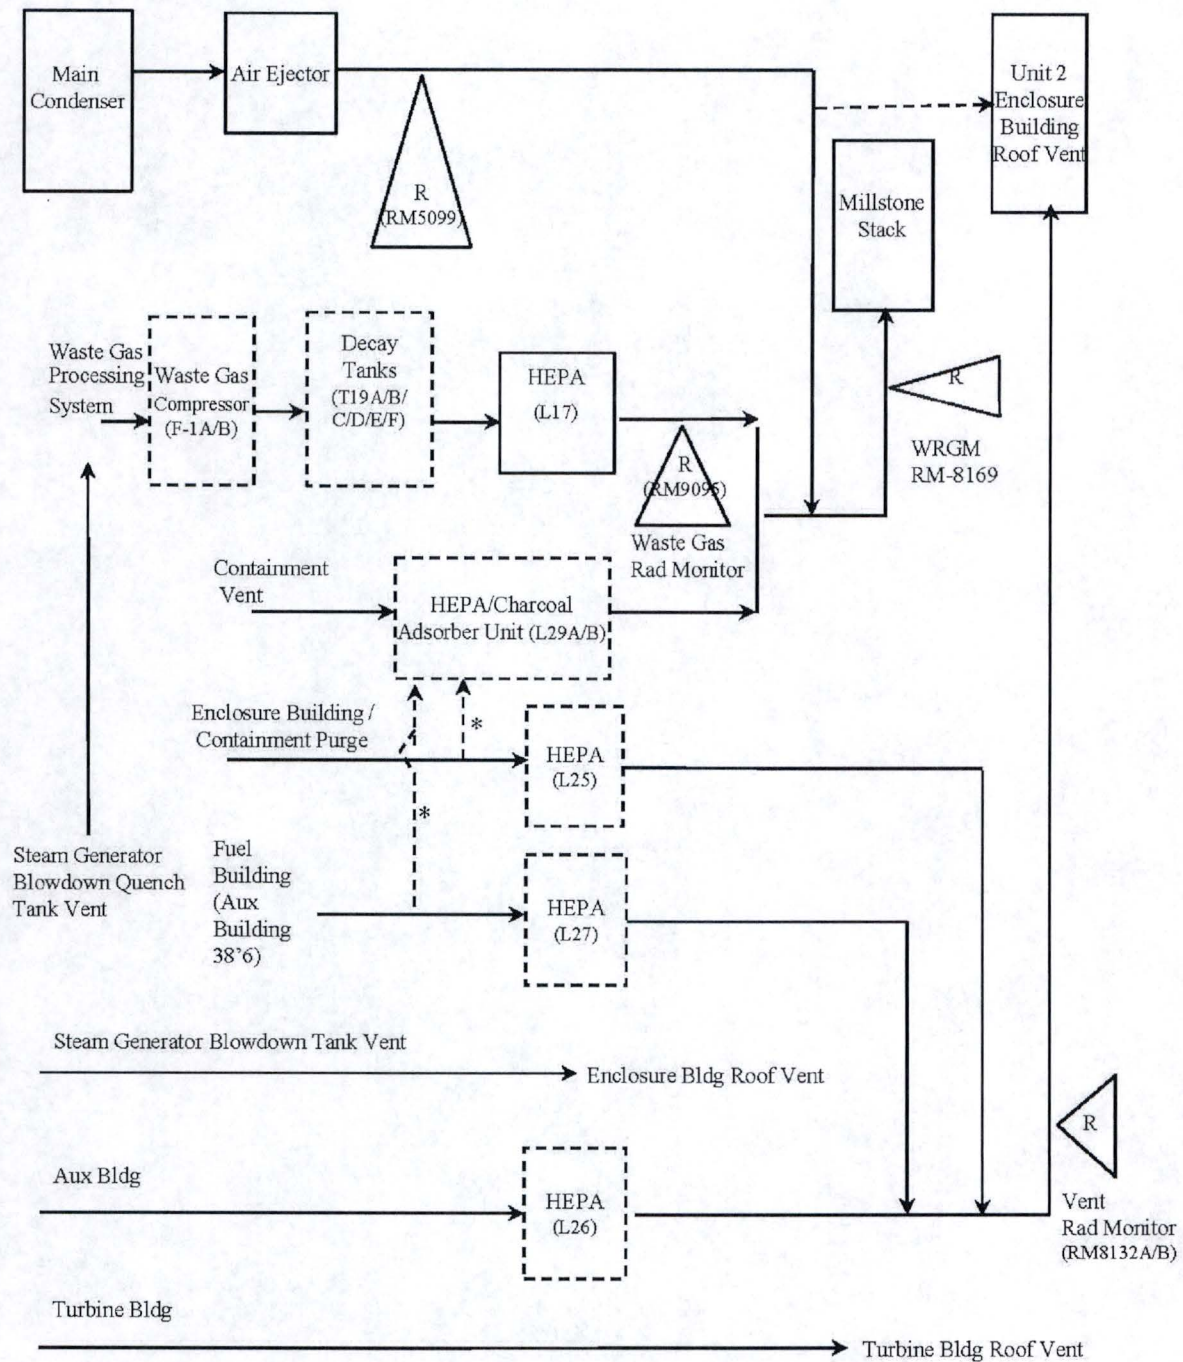 Main
Condenser
Air Ejector
Unit 2
Enclosure
Building
Roof Vent
R
(RM5099)
Millstone
Stack
Waste Gas
Processing
System
Waste Gas
Compressor
(F-1A/B)
Decay
Tanks
(T19A/B/
C/D/E/F)
HEPA
(L17)
R
(RM9095)
Waste Gas
Rad Monitor
R
WRGM
RM-8169
Containment
Vent
HEPA/Charcoal
Adsorber Unit (L29A/B)
Enclosure Building /
Containment Purge
*
HEPA
(L25)
*
Steam Generator
Blowdown Quench
Tank Vent
Fuel
Building
(Aux
Building
38'6)
HEPA
(L27)
Steam Generator Blowdown Tank Vent
Enclosure Bldg Roof Vent
R
Aux Bldg
HEPA
(L26)
Vent
Rad Monitor
(RM8132A/B)
Turbine Bldg
Turbine Bldg Roof Vent